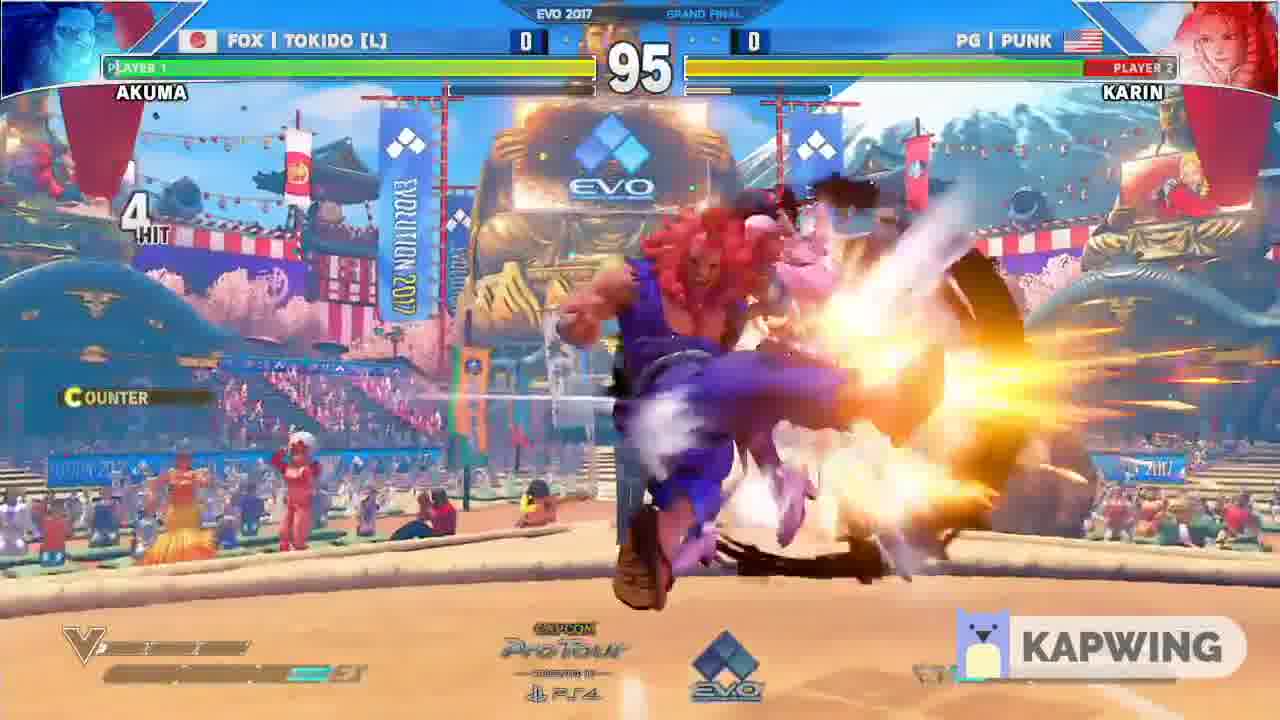 EVO 2017 GRAND FINAL
FOX | TOKIDO [L] 0 95 0 PG | PUNK
PLAYER 1 PLAYER 2
AKUMA KARIN
EVO
EVOLUTION 2017
4 HIT
COUNTER
2017
V
CAPCOM
Pro Tour
PS4
EVO
KAPWING